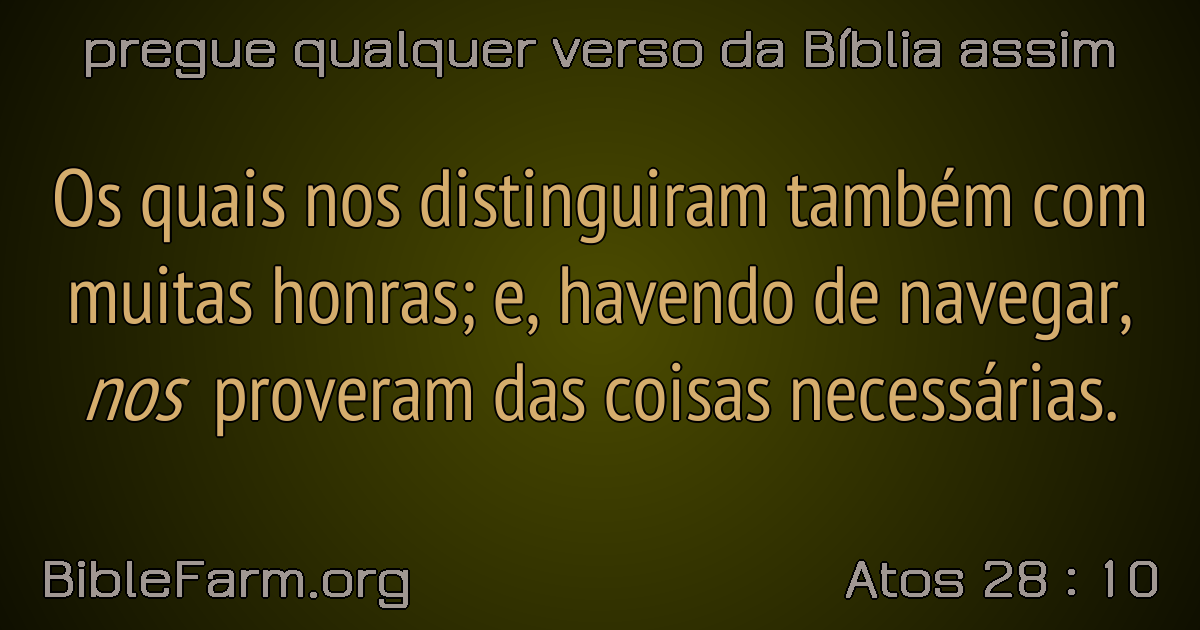 pregue qualquer verso da Bíblia assim
Os quais nos distinguiram também com
muitas honras; e, havendo de navegar,
nos proveram das coisas necessárias.
BibleFarm.org
Atos 28 : 10